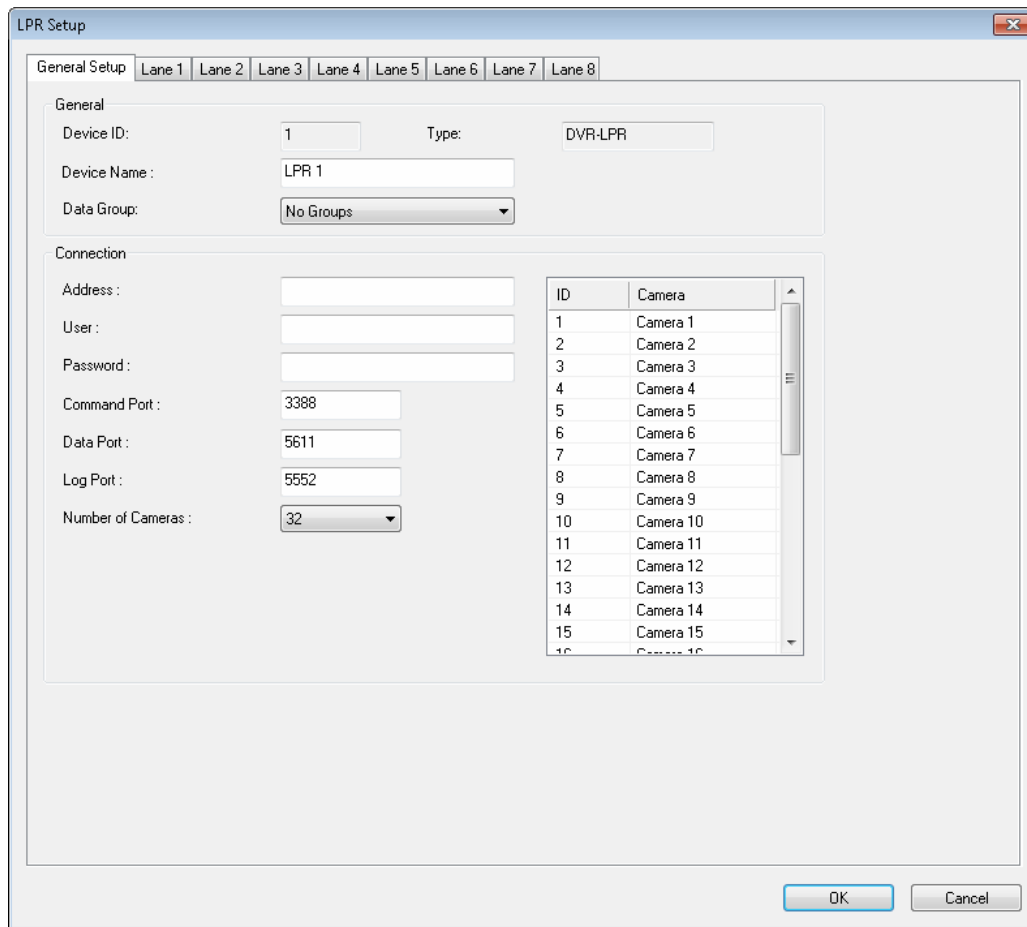 LPR Setup
General Setup Lane 1 Lane 2 Lane 3 Lane 4 Lane 5 Lane 6 Lane 7 Lane 8
General
Device ID: 1 Type: DVR-LPR
Device Name : LPR 1
Data Group: No Groups
Connection
Address :
User :
Password :
Command Port : 3388
Data Port : 5611
Log Port : 5552
Number of Cameras : 32
ID Camera
1 Camera 1
2 Camera 2
3 Camera 3
4 Camera 4
5 Camera 5
6 Camera 6
7 Camera 7
8 Camera 8
9 Camera 9
10 Camera 10
11 Camera 11
12 Camera 12
13 Camera 13
14 Camera 14
15 Camera 15
16 Camera 16
OK Cancel